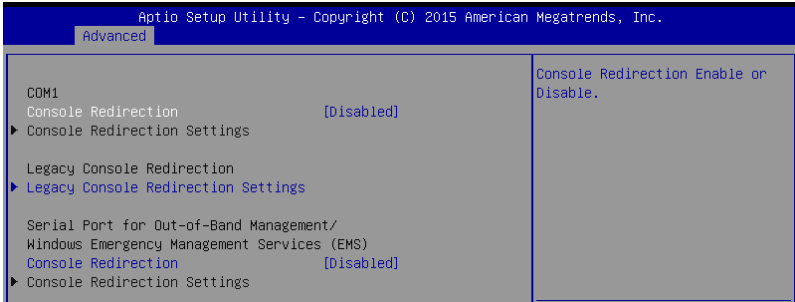 Aptio Setup Utility – Copyright (C) 2015 American Megatrends, Inc.
Advanced
COM1
Console Redirection [Disabled]
Console Redirection Settings
Legacy Console Redirection
Legacy Console Redirection Settings
Serial Port for Out-of-Band Management/
Windows Emergency Management Services (EMS)
Console Redirection [Disabled]
Console Redirection Settings
Console Redirection Enable or
Disable.